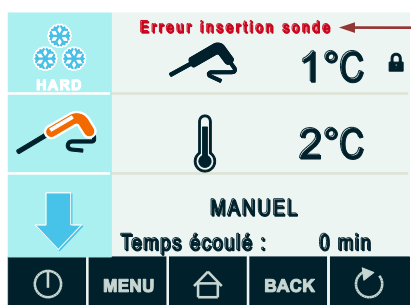 Erreur insertion sonde
HARD
1°C
2°C
MANUEL
Temps écoulé : 0 min
MENU BACK